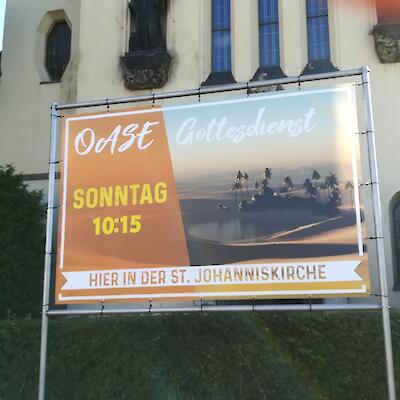 OASE Gottesdienst
SONNTAG
10:15
HIER IN DER ST. JOHANNISKIRCHE